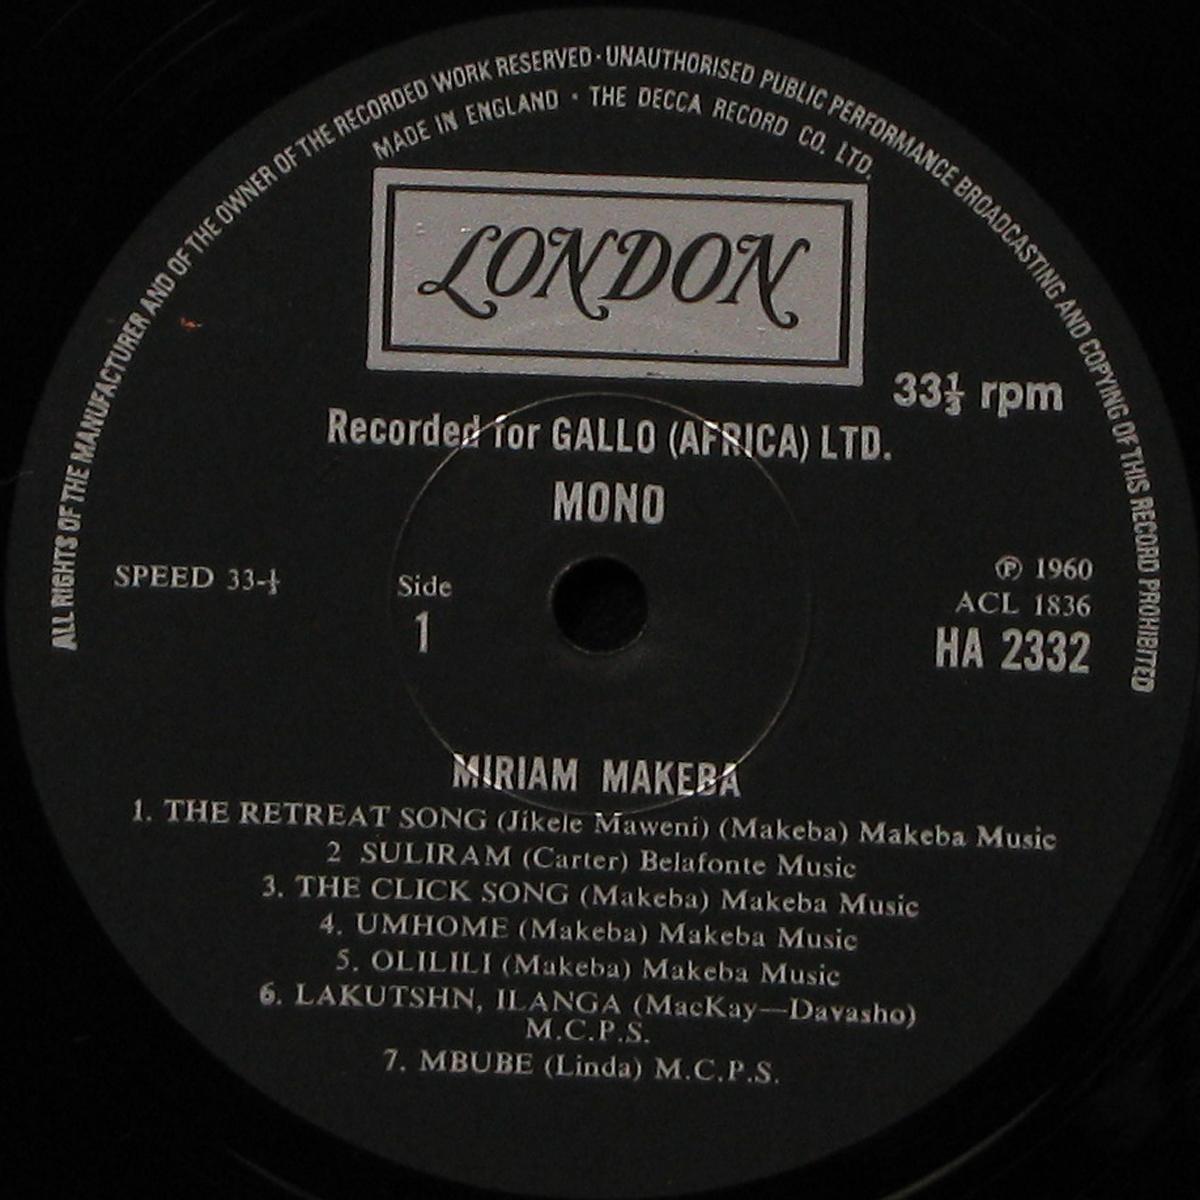 ALL RIGHTS OF THE MANUFACTURER AND OF THE OWNER OF THE RECORDED WORK RESERVED · UNAUTHORISED PUBLIC PERFORMANCE BROADCASTING AND COPYING OF THIS RECORD PROHIBITED
MADE IN ENGLAND · THE DECCA RECORD CO. LTD.
LONDON
33⅓ rpm
Recorded for GALLO (AFRICA) LTD.
MONO
SPEED 33-⅓
Side
1
℗ 1960
ACL 1836
HA 2332
MIRIAM MAKEBA
1. THE RETREAT SONG (Jikele Maweni) (Makeba) Makeba Music
2 SULIRAM (Carter) Belafonte Music
3. THE CLICK SONG (Makeba) Makeba Music
4. UMHOME (Makeba) Makeba Music
5. OLILILI (Makeba) Makeba Music
6. LAKUTSHN, ILANGA (MacKay—Davasho)
M.C.P.S.
7. MBUBE (Linda) M.C.P.S.